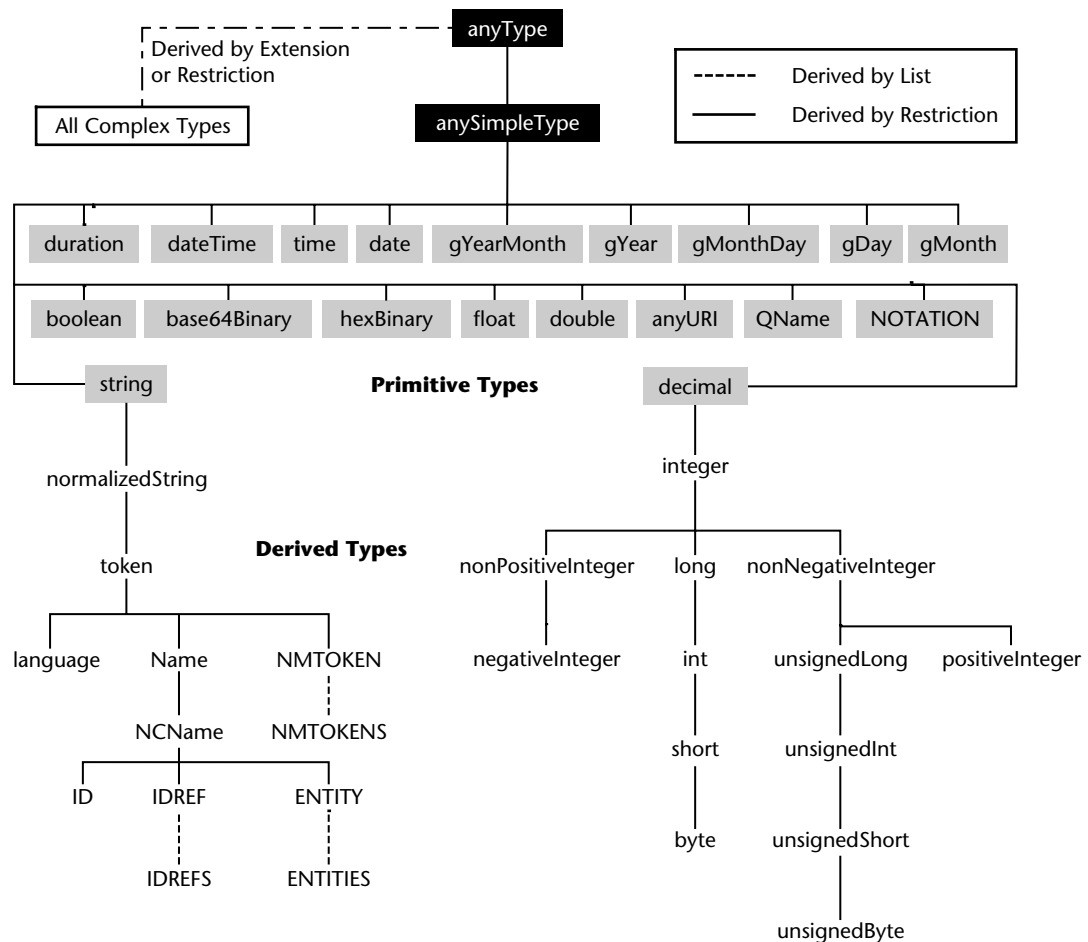 anyType
Derived by Extension
or Restriction
Derived by List
Derived by Restriction
All Complex Types
anySimpleType
duration dateTime time date gYearMonth gYear gMonthDay gDay gMonth
boolean base64Binary hexBinary float double anyURI QName NOTATION
string Primitive Types decimal
normalizedString integer
Derived Types
token nonPositiveInteger long nonNegativeInteger
language Name NMTOKEN negativeInteger int unsignedLong positiveInteger
NCName NMTOKENS short unsignedInt
ID IDREF ENTITY
byte unsignedShort
IDREFS ENTITIES
unsignedByte